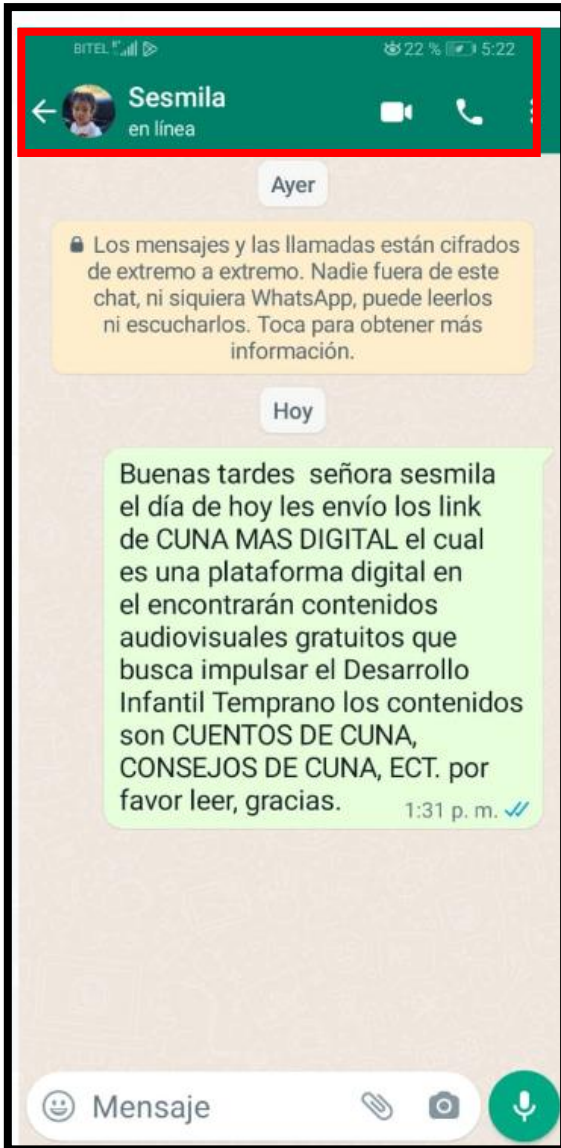 BITEL 22 % 5:22
Sesmila
en línea
Ayer
Los mensajes y las llamadas están cifrados
de extremo a extremo. Nadie fuera de este
chat, ni siquiera WhatsApp, puede leerlos
ni escucharlos. Toca para obtener más
información.
Hoy
Buenas tardes  señora sesmila
el día de hoy les envío los link
de CUNA MAS DIGITAL el cual
es una plataforma digital en
el encontrarán contenidos
audiovisuales gratuitos que
busca impulsar el Desarrollo
Infantil Temprano los contenidos
son CUENTOS DE CUNA,
CONSEJOS DE CUNA, ECT. por
favor leer, gracias.
1:31 p. m.
Mensaje